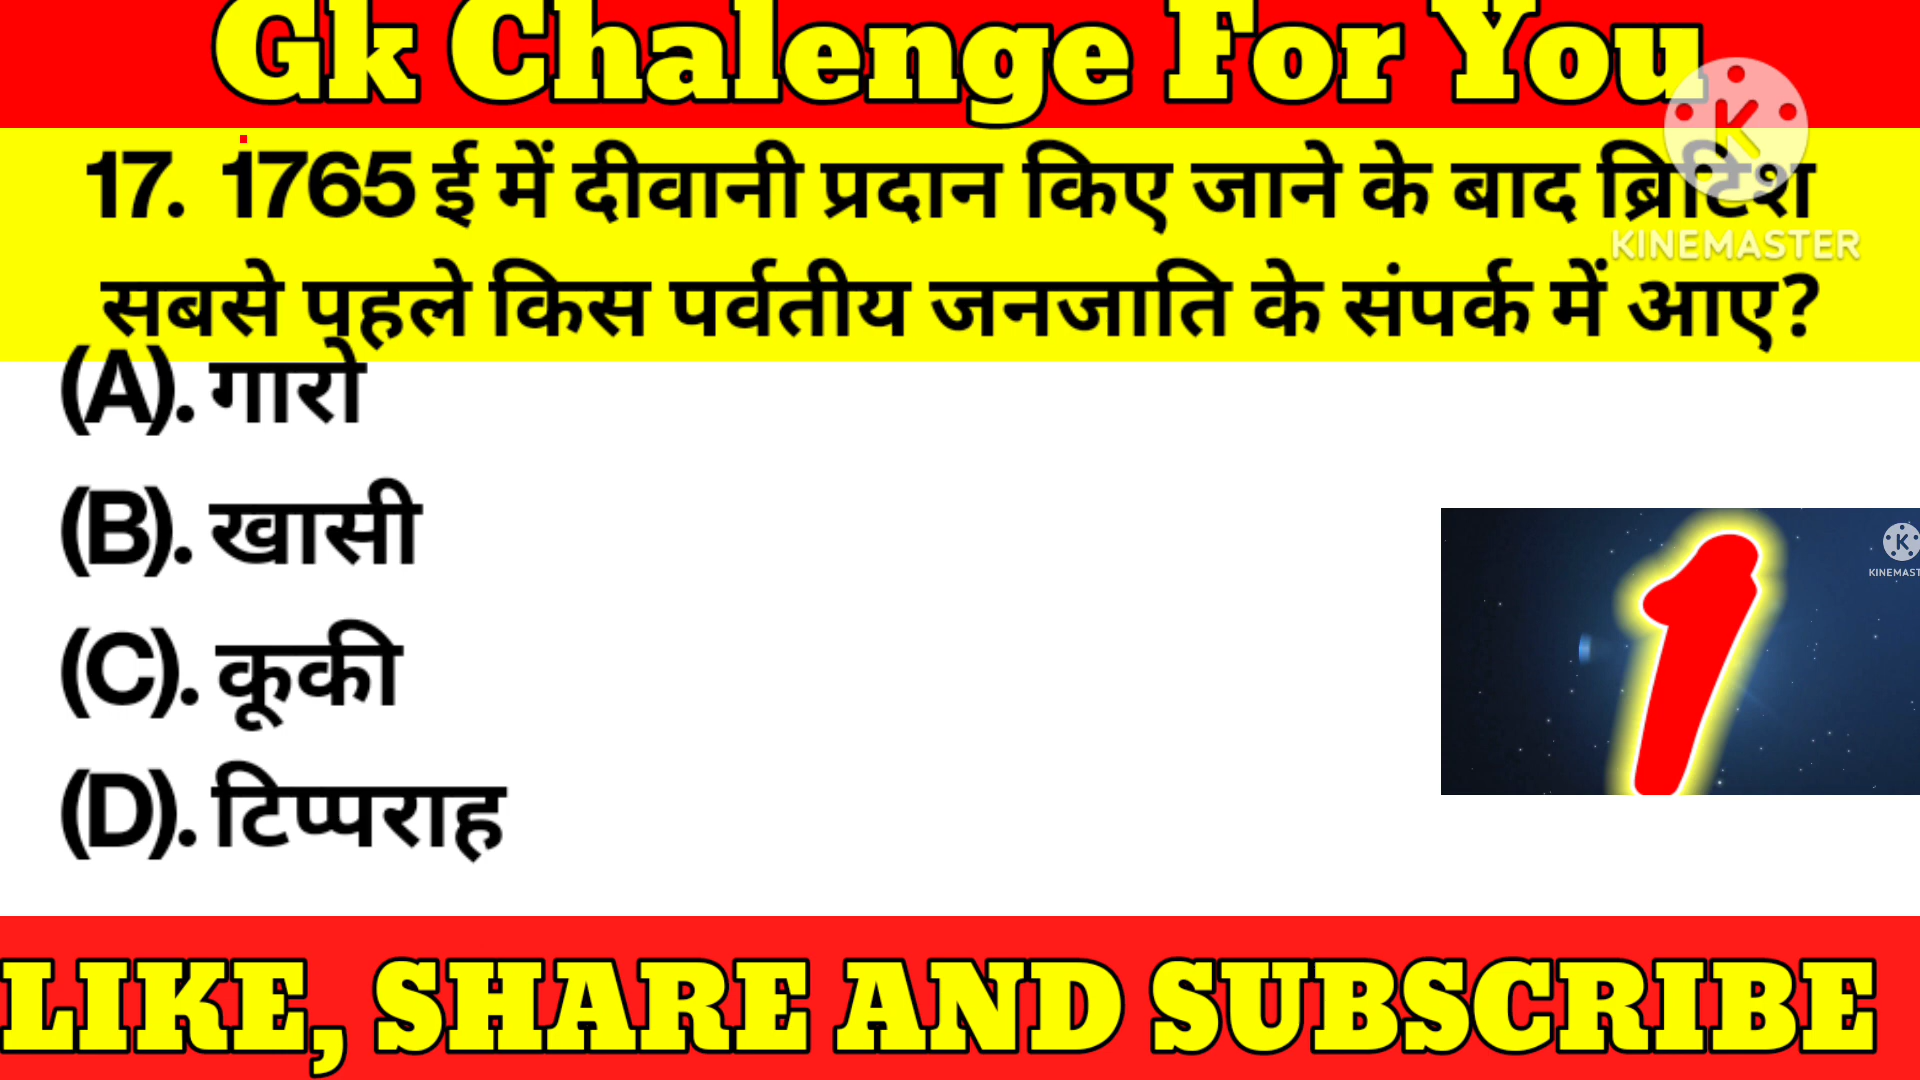 Gk Chalenge For You
17. 1765 ई में दीवानी प्रदान किए जाने के बाद ब्रिटिश
सबसे पहले किस पर्वतीय जनजाति के संपर्क में आए?
KINEMASTER
(A). गारो
(B). खासी
(C). कूकी
(D). टिप्पराह
1
KINEMAST
LIKE, SHARE AND SUBSCRIBE